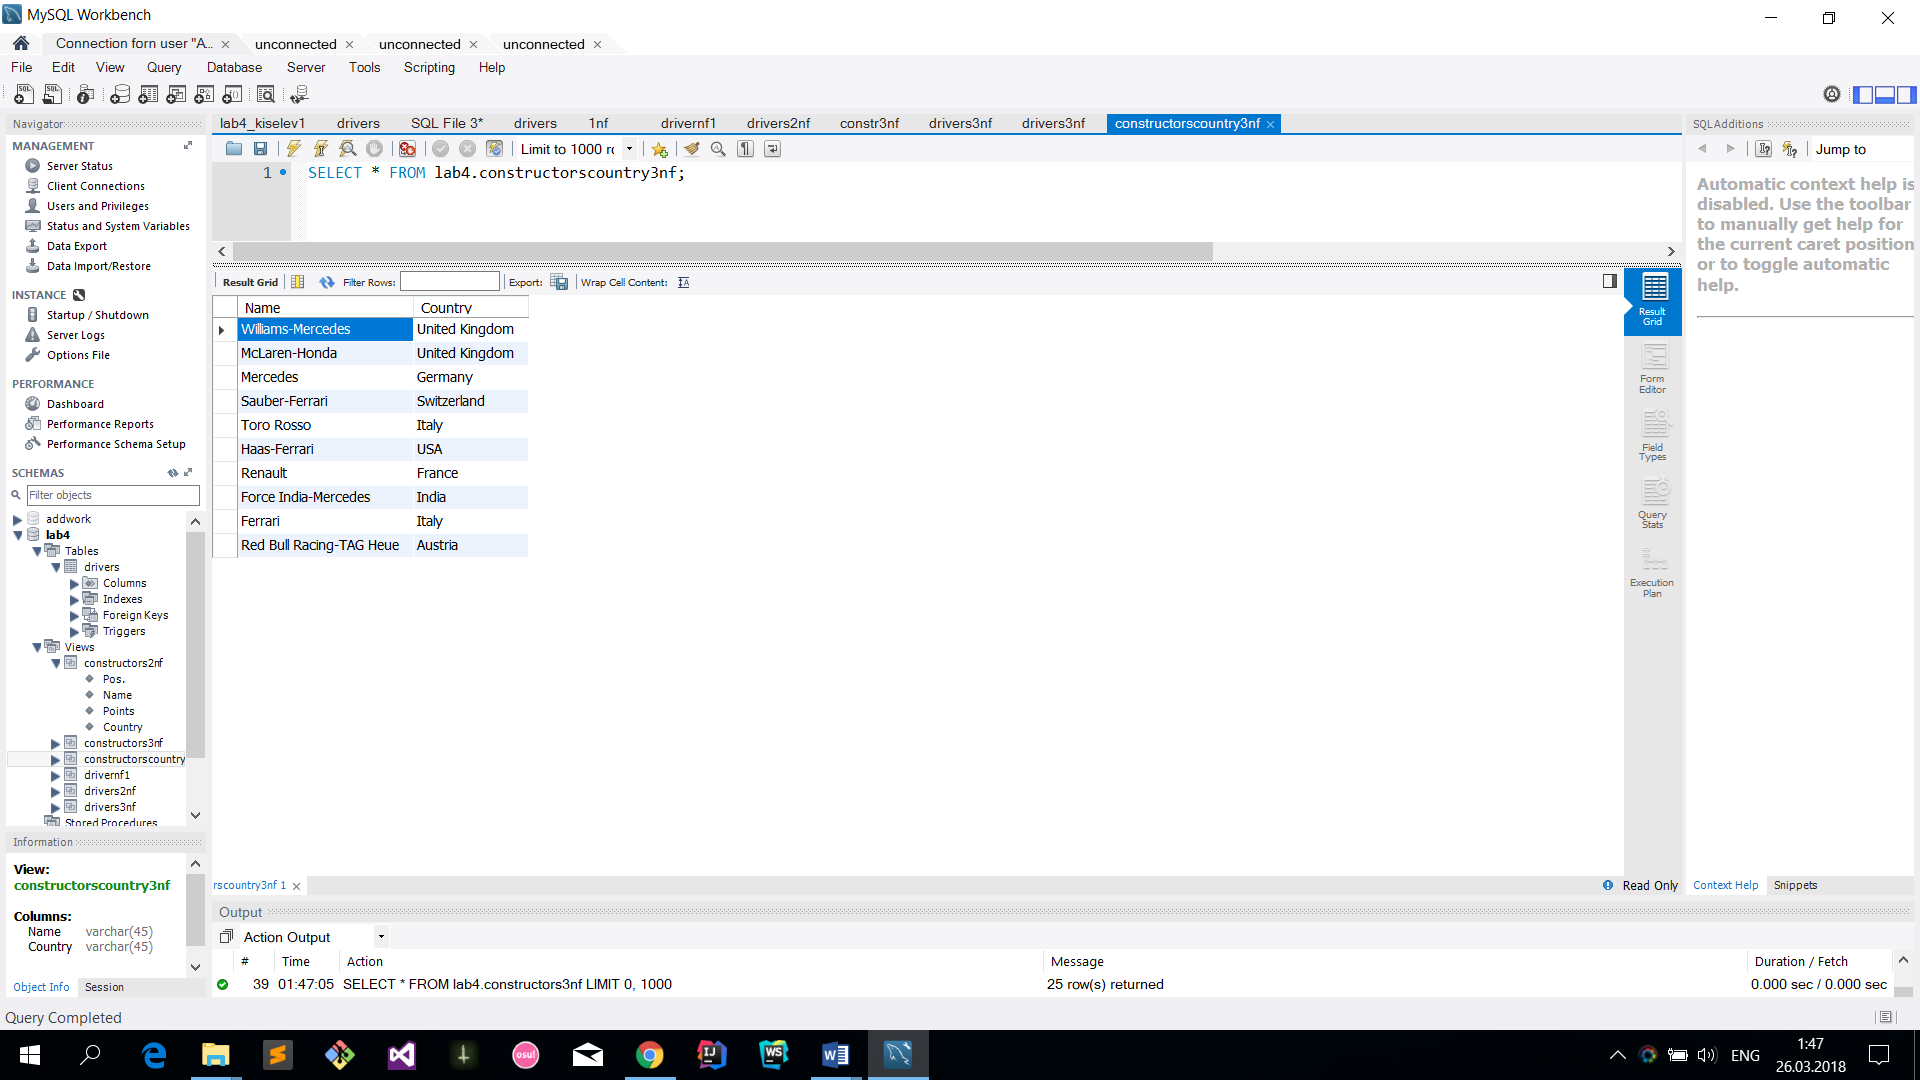 MySQL Workbench
Connection forn user "A... × unconnected × unconnected × unconnected ×
File Edit View Query Database Server Tools Scripting Help
Navigator
MANAGEMENT
Server Status
Client Connections
Users and Privileges
Status and System Variables
Data Export
Data Import/Restore
INSTANCE
Startup / Shutdown
Server Logs
Options File
PERFORMANCE
Dashboard
Performance Reports
Performance Schema Setup
SCHEMAS
Filter objects
addwork
lab4
Tables
drivers
Columns
Indexes
Foreign Keys
Triggers
Views
constructors2nf
Pos.
Name
Points
Country
constructors3nf
constructorscountry
drivernf1
drivers2nf
drivers3nf
Stored Procedures
Information
View:
constructorscountry3nf
Columns:
Name varchar(45)
Country varchar(45)
Object Info Session
lab4_kiselev1 drivers SQL File 3* drivers 1nf drivernf1 drivers2nf constr3nf drivers3nf drivers3nf constructorscountry3nf ×
Limit to 1000 rc
1 SELECT * FROM lab4.constructorscountry3nf;
Result Grid Filter Rows: Export: Wrap Cell Content:
Name Country
Williams-Mercedes United Kingdom
McLaren-Honda United Kingdom
Mercedes Germany
Sauber-Ferrari Switzerland
Toro Rosso Italy
Haas-Ferrari USA
Renault France
Force India-Mercedes India
Ferrari Italy
Red Bull Racing-TAG Heue Austria
Result
Grid
Form
Editor
Field
Types
Query
Stats
Execution
Plan
rscountry3nf 1 × Read Only
SQLAdditions
Jump to
Automatic context help is
disabled. Use the toolbar
to manually get help for
the current caret position
or to toggle automatic
help.
Context Help Snippets
Output
Action Output
# Time Action Message Duration / Fetch
39 01:47:05 SELECT * FROM lab4.constructors3nf LIMIT 0, 1000 25 row(s) returned 0.000 sec / 0.000 sec
Query Completed
ENG
1:47
26.03.2018